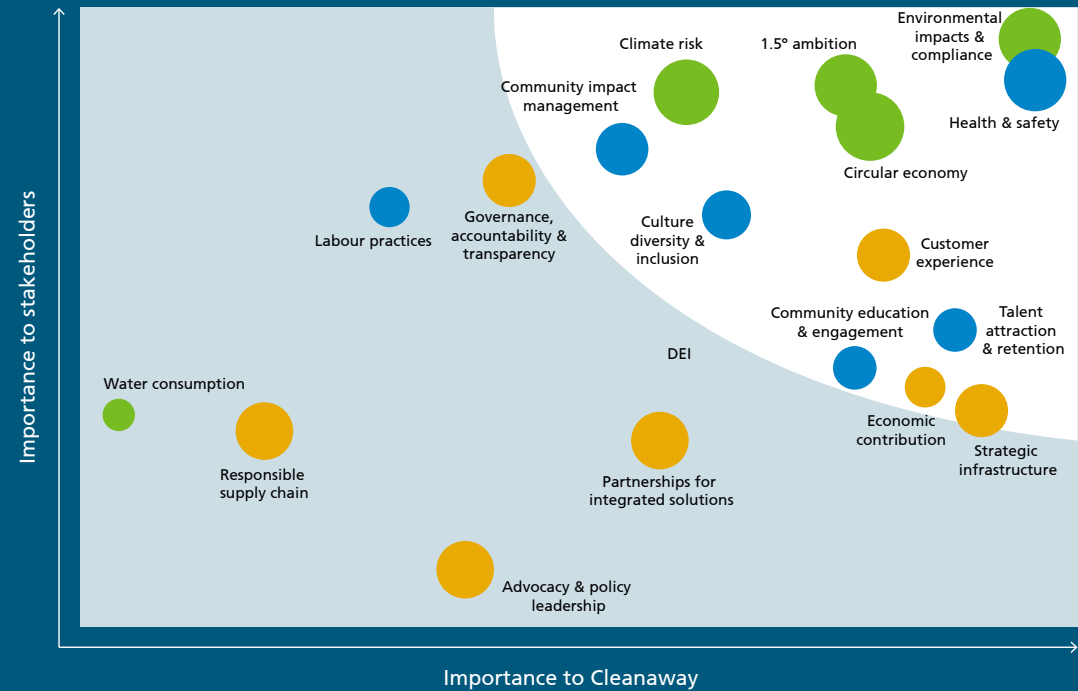 Environmental
impacts &
compliance
Climate risk
1.5º ambition
Community impact
management
Health & safety
Circular economy
Labour practices
Governance,
accountability &
transparency
Culture
diversity &
inclusion
Customer
experience
Community education
& engagement
Talent
attraction
& retention
DEI
Water consumption
Economic
contribution
Strategic
infrastructure
Responsible
supply chain
Partnerships for
integrated solutions
Advocacy & policy
leadership
Importance to stakeholders
Importance to Cleanaway